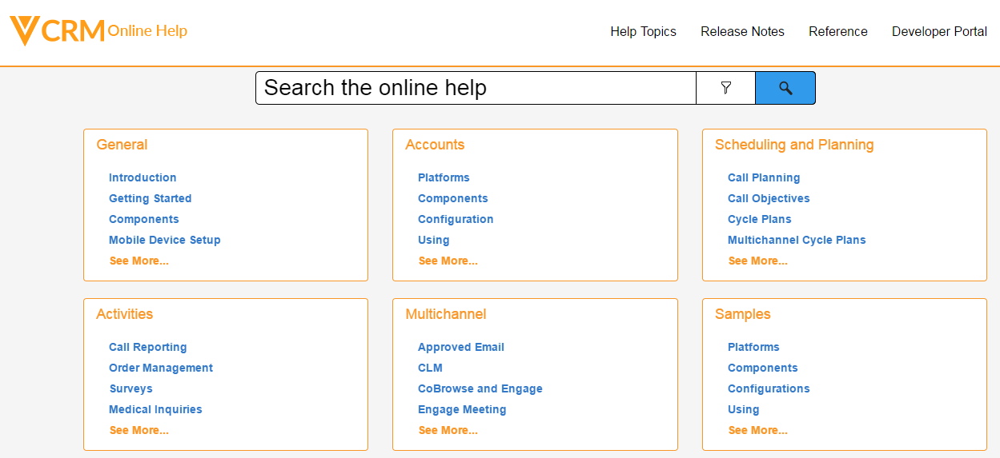 CRM Online Help
Help Topics Release Notes Reference Developer Portal
Search the online help
General
Introduction
Getting Started
Components
Mobile Device Setup
See More...
Accounts
Platforms
Components
Configuration
Using
See More...
Scheduling and Planning
Call Planning
Call Objectives
Cycle Plans
Multichannel Cycle Plans
See More...
Activities
Call Reporting
Order Management
Surveys
Medical Inquiries
See More...
Multichannel
Approved Email
CLM
CoBrowse and Engage
Engage Meeting
See More...
Samples
Platforms
Components
Configurations
Using
See More...